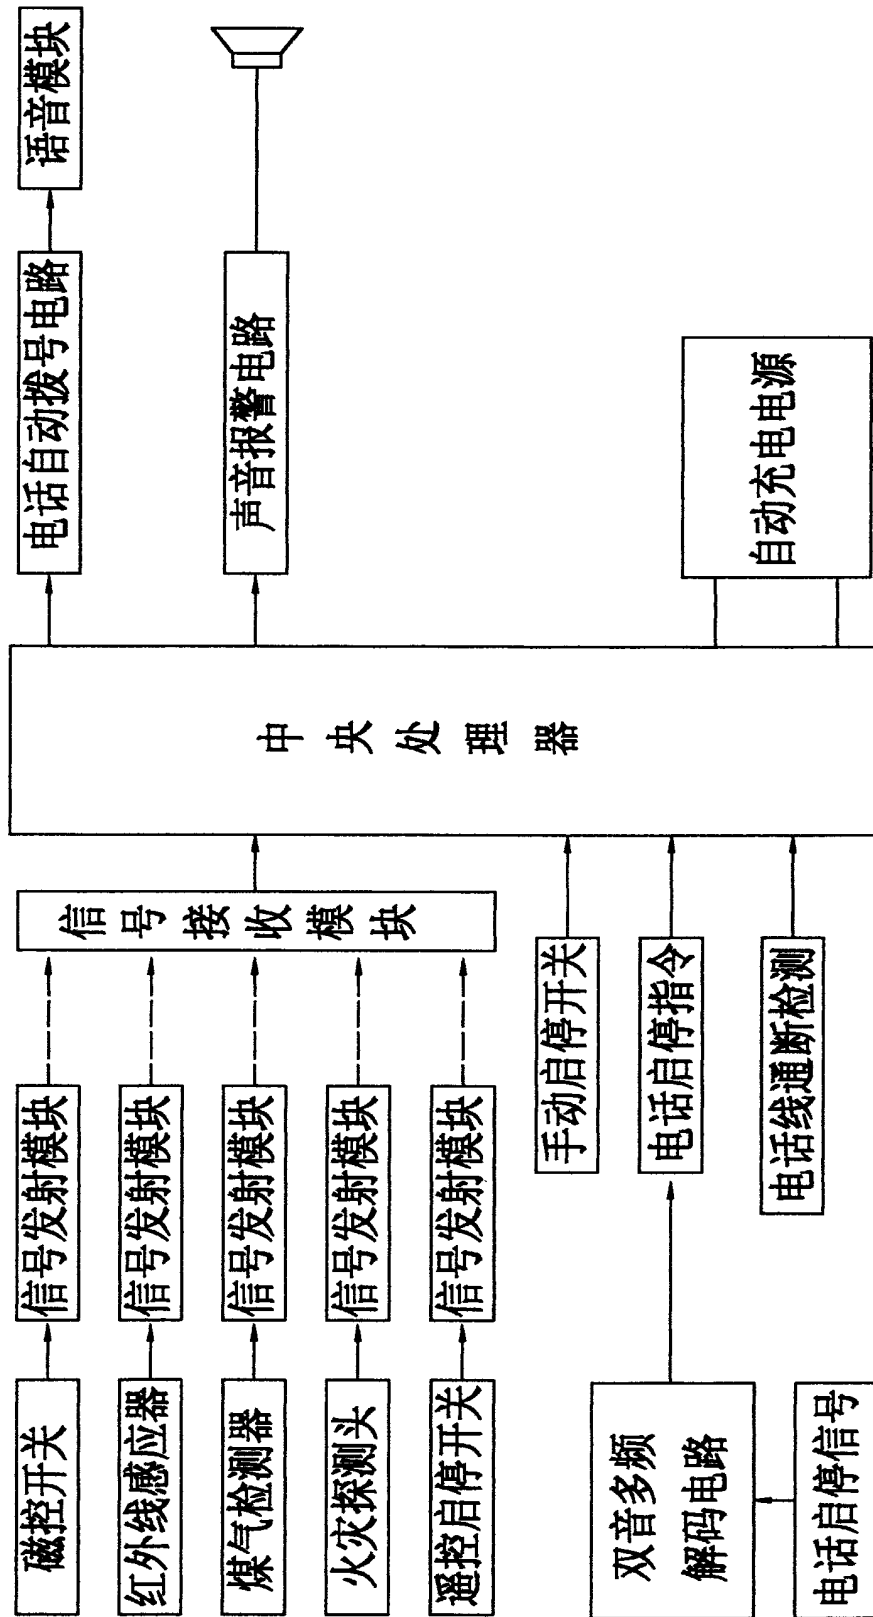 磁控开关
信号发射模块
红外线感应器
信号发射模块
煤气检测器
信号发射模块
火灾探测头
信号发射模块
遥控启停开关
信号发射模块
信号接收模块
手动启停开关
双音多频
解码电路
电话启停信号
电话启停指令
电话线通断检测
中央处理器
电话自动拨号电路
语音模块
声音报警电路
自动充电电源